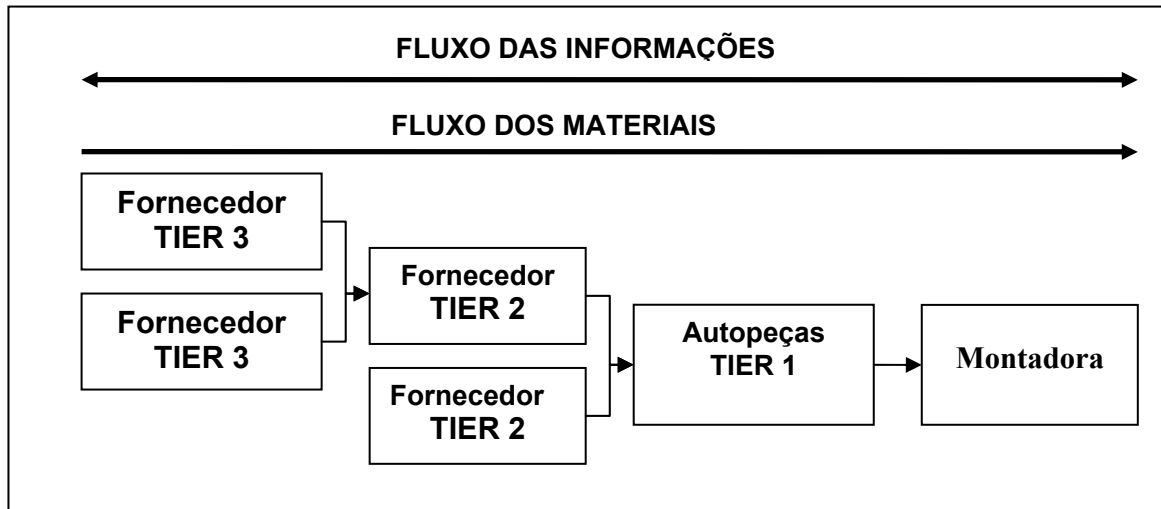 FLUXO DAS INFORMAÇÕES
FLUXO DOS MATERIAIS
Fornecedor
TIER 3
Fornecedor
TIER 3
Fornecedor
TIER 2
Fornecedor
TIER 2
Autopeças
TIER 1
Montadora